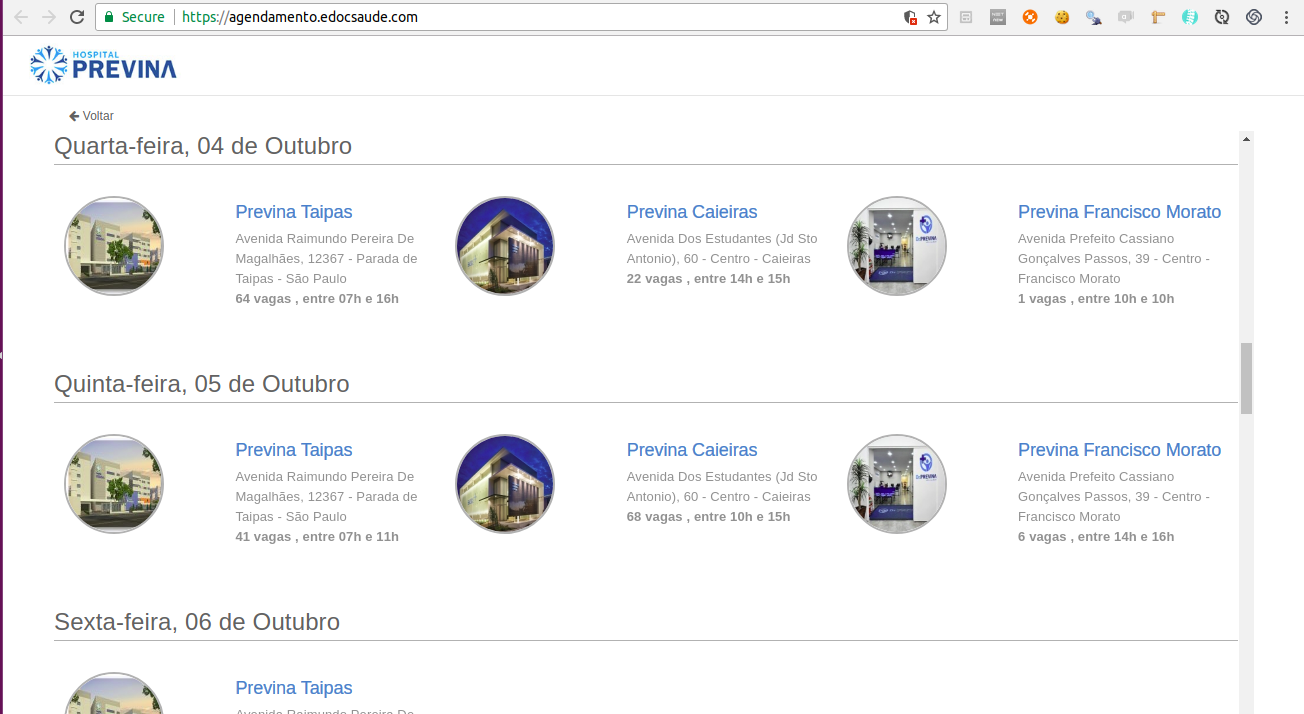 Secure
https://agendamento.edocsaude.com
HOSPITAL
PREVINA
Voltar
Quarta-feira, 04 de Outubro
Previna Taipas
Avenida Raimundo Pereira De
Magalhães, 12367 - Parada de
Taipas - São Paulo
64 vagas , entre 07h e 16h
Previna Caieiras
Avenida Dos Estudantes (Jd Sto
Antonio), 60 - Centro - Caieiras
22 vagas , entre 14h e 15h
Previna Francisco Morato
Avenida Prefeito Cassiano
Gonçalves Passos, 39 - Centro -
Francisco Morato
1 vagas , entre 10h e 10h
Quinta-feira, 05 de Outubro
Previna Taipas
Avenida Raimundo Pereira De
Magalhães, 12367 - Parada de
Taipas - São Paulo
41 vagas , entre 07h e 11h
Previna Caieiras
Avenida Dos Estudantes (Jd Sto
Antonio), 60 - Centro - Caieiras
68 vagas , entre 10h e 15h
Previna Francisco Morato
Avenida Prefeito Cassiano
Gonçalves Passos, 39 - Centro -
Francisco Morato
6 vagas , entre 14h e 16h
Sexta-feira, 06 de Outubro
Previna Taipas
Avenida Raimundo Pereira De